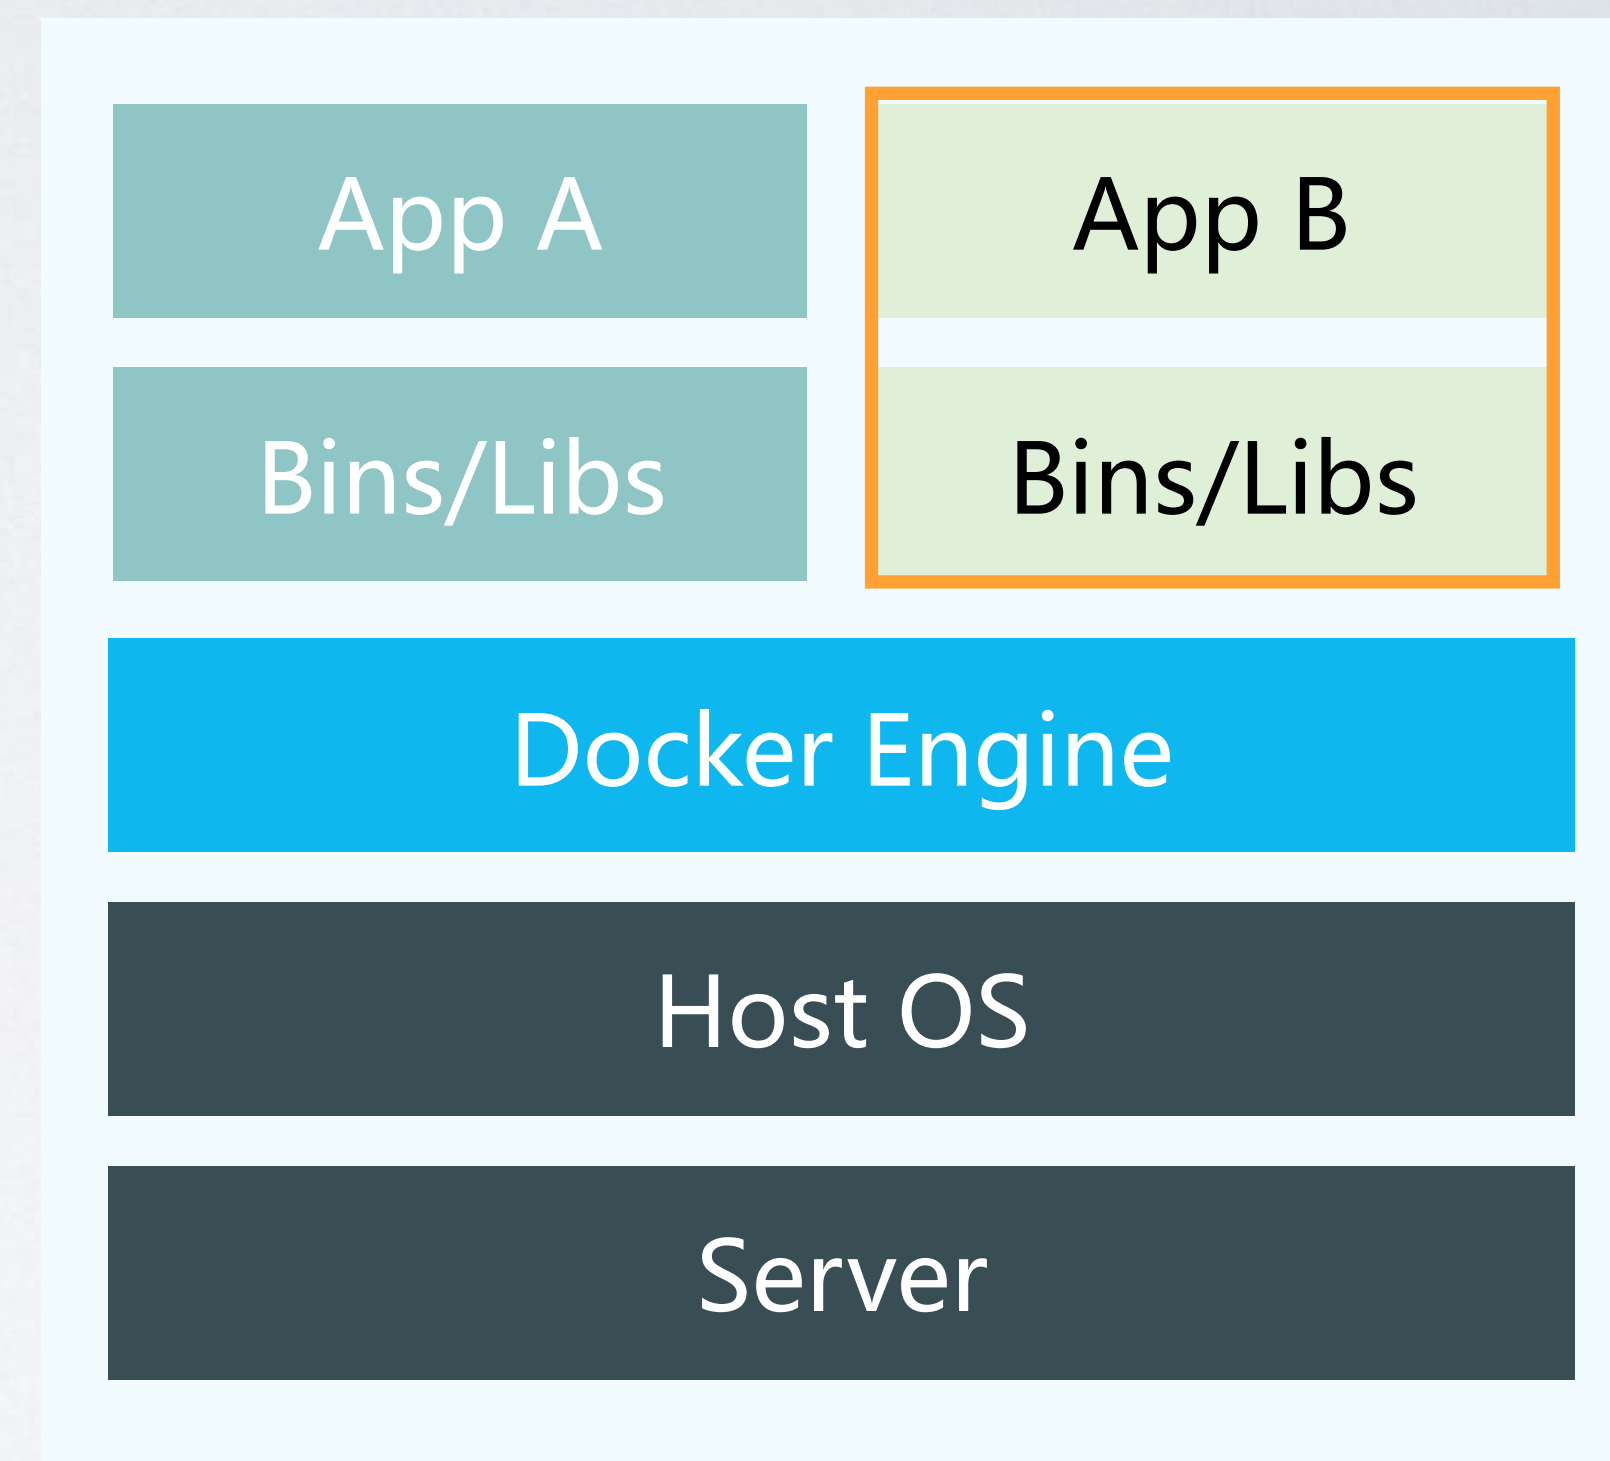 App A
App B
Bins/Libs
Bins/Libs
Docker Engine
Host OS
Server